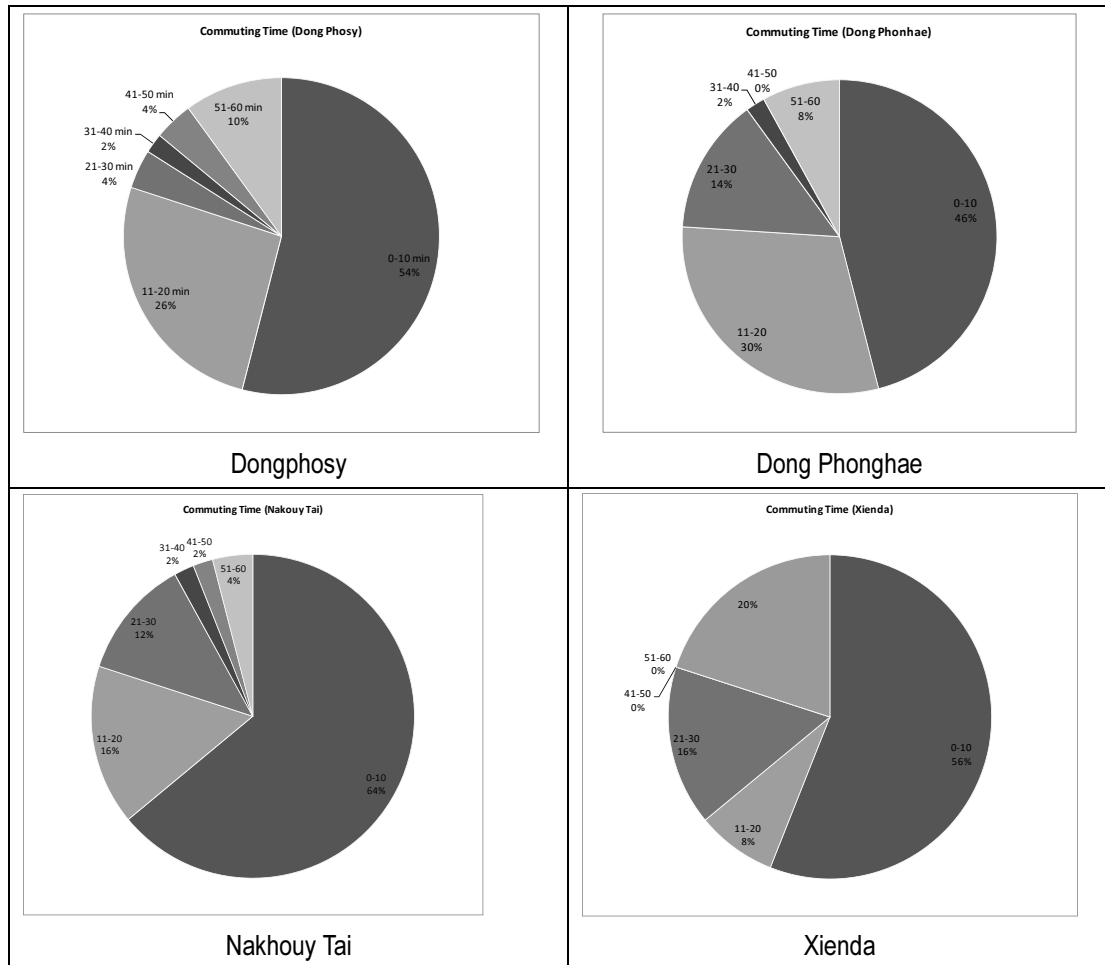 Commuting Time (Dong Phosy)
41-50 min
4%
51-60 min
10%
31-40 min
2%
21-30 min
4%
0-10 min
54%
11-20 min
26%
Dongphosy
Commuting Time (Dong Phonhae)
41-50
0%
31-40
2%
51-60
8%
21-30
14%
0-10
46%
11-20
30%
Dong Phonghae
Commuting Time (Nakouy Tai)
31-40
2%
41-50
2%
51-60
4%
21-30
12%
11-20
16%
0-10
64%
Nakhouy Tai
Commuting Time (Xienda)
20%
51-60
0%
41-50
0%
21-30
16%
0-10
56%
11-20
8%
Xienda